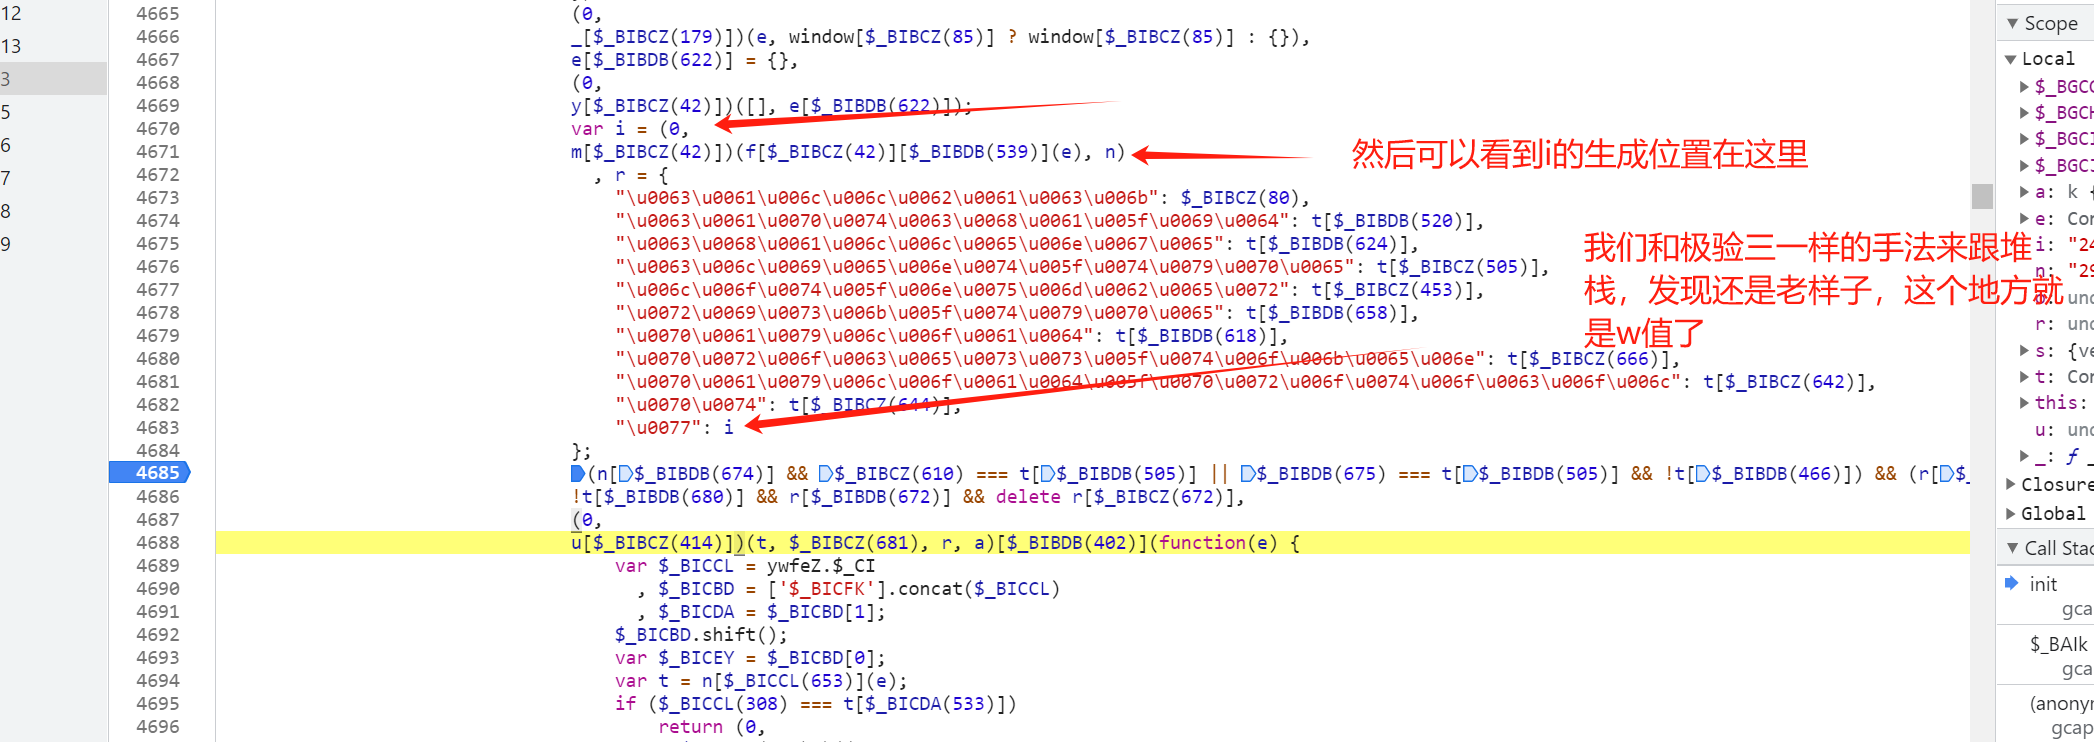 12
13
3
5
6
7
8
9
4665 (0,
4666 _[$_BIBCZ(179)])(e, window[$_BIBCZ(85)] ? window[$_BIBCZ(85)] : {}),
4667 e[$_BIBDB(622)] = {},
4668 (0,
4669 y[$_BIBCZ(42)])([], e[$_BIBDB(622)]);
4670 var i = (0,
4671 m[$_BIBCZ(42)])(f[$_BIBCZ(42)][$_BIBDB(539)](e), n)
4672 , r = {
4673 "\u0063\u0061\u006c\u006c\u0062\u0061\u0063\u006b": $_BIBCZ(80),
4674 "\u0063\u0061\u0070\u0074\u0063\u0068\u0061\u005f\u0069\u0064": t[$_BIBDB(520)],
4675 "\u0063\u0068\u0061\u006c\u006c\u0065\u006e\u0067\u0065": t[$_BIBDB(624)],
4676 "\u0063\u006c\u0069\u0065\u006e\u0074\u005f\u0074\u0079\u0070\u0065": t[$_BIBCZ(505)],
4677 "\u006c\u006f\u0074\u005f\u006e\u0075\u006d\u0062\u0065\u0072": t[$_BIBCZ(453)],
4678 "\u0072\u0069\u0073\u006b\u005f\u0074\u0079\u0070\u0065": t[$_BIBDB(658)],
4679 "\u0070\u0061\u0079\u006c\u006f\u0061\u0064": t[$_BIBDB(618)],
4680 "\u0070\u0072\u006f\u0063\u0065\u0073\u0073\u005f\u0074\u006f\u006b\u0065\u006e": t[$_BIBCZ(666)],
4681 "\u0070\u0061\u0079\u006c\u006f\u0061\u0064\u005f\u0070\u0072\u006f\u0074\u006f\u0063\u006f\u006c": t[$_BIBCZ(642)],
4682 "\u0070\u0074": t[$_BIBCZ(644)],
4683 "\u0077": i
4684 };
4685 (n[$_BIBDB(674)] && $_BIBCZ(610) === t[$_BIBDB(505)] || $_BIBDB(675) === t[$_BIBDB(505)] && !t[$_BIBDB(466)]) && (r[$_
4686 !t[$_BIBDB(680)] && r[$_BIBDB(672)] && delete r[$_BIBCZ(672)],
4687 (0,
4688 u[$_BIBCZ(414)])(t, $_BIBCZ(681), r, a)[$_BIBDB(402)](function(e) {
4689 var $_BICCL = ywfeZ.$_CI
4690 , $_BICBD = ['$_BICFK'].concat($_BICCL)
4691 , $_BICDA = $_BICBD[1];
4692 $_BICBD.shift();
4693 var $_BICEY = $_BICBD[0];
4694 var t = n[$_BICCL(653)](e);
4695 if ($_BICCL(308) === t[$_BICDA(533)])
4696 return (0,
然后可以看到i的生成位置在这里
我们和极验三一样的手法来跟堆
栈，发现还是老样子，这个地方就
是w值了
Scope
Local
$_BGCC
$_BGCH
$_BGCI
$_BGCJ
a: k {
e: Con
i: "24
n: "29
r: und
s: {ve
t: Con
this:
u: und
_: ƒ _
Closure
Global
Call Stac
init
gca
$_BAIk
gca
(anonym
gcap